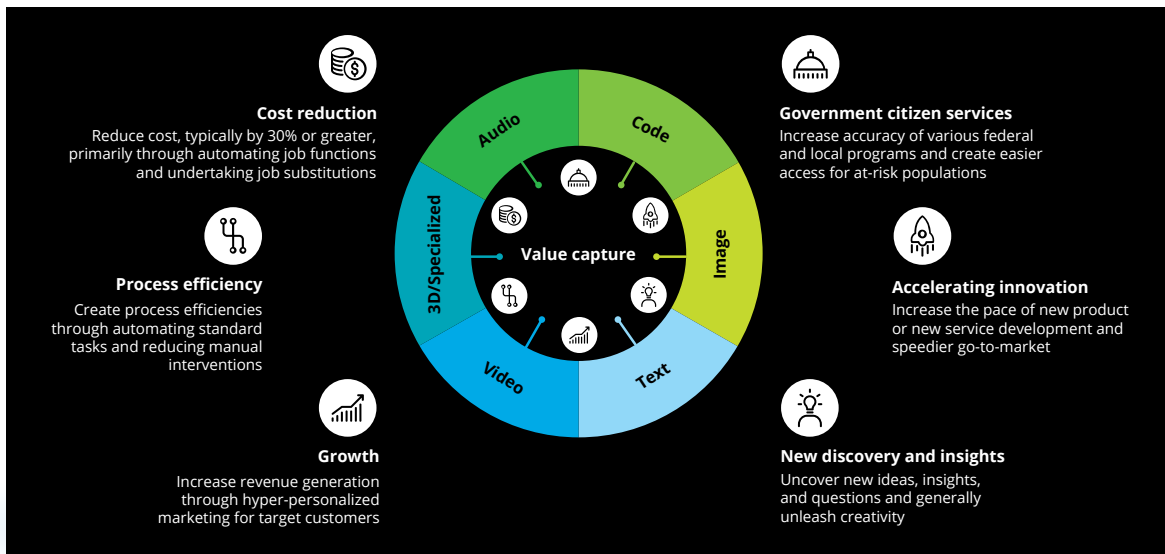 Cost reduction
Reduce cost, typically by 30% or greater,
primarily through automating job functions
and undertaking job substitutions
Process efficiency
Create process efficiencies
through automating standard
tasks and reducing manual
interventions
Growth
Increase revenue generation
through hyper-personalized
marketing for target customers
Audio
Code
3D/Specialized
Value capture
Image
Video
Text
Government citizen services
Increase accuracy of various federal
and local programs and create easier
access for at-risk populations
Accelerating innovation
Increase the pace of new product
or new service development and
speedier go-to-market
New discovery and insights
Uncover new ideas, insights,
and questions and generally
unleash creativity